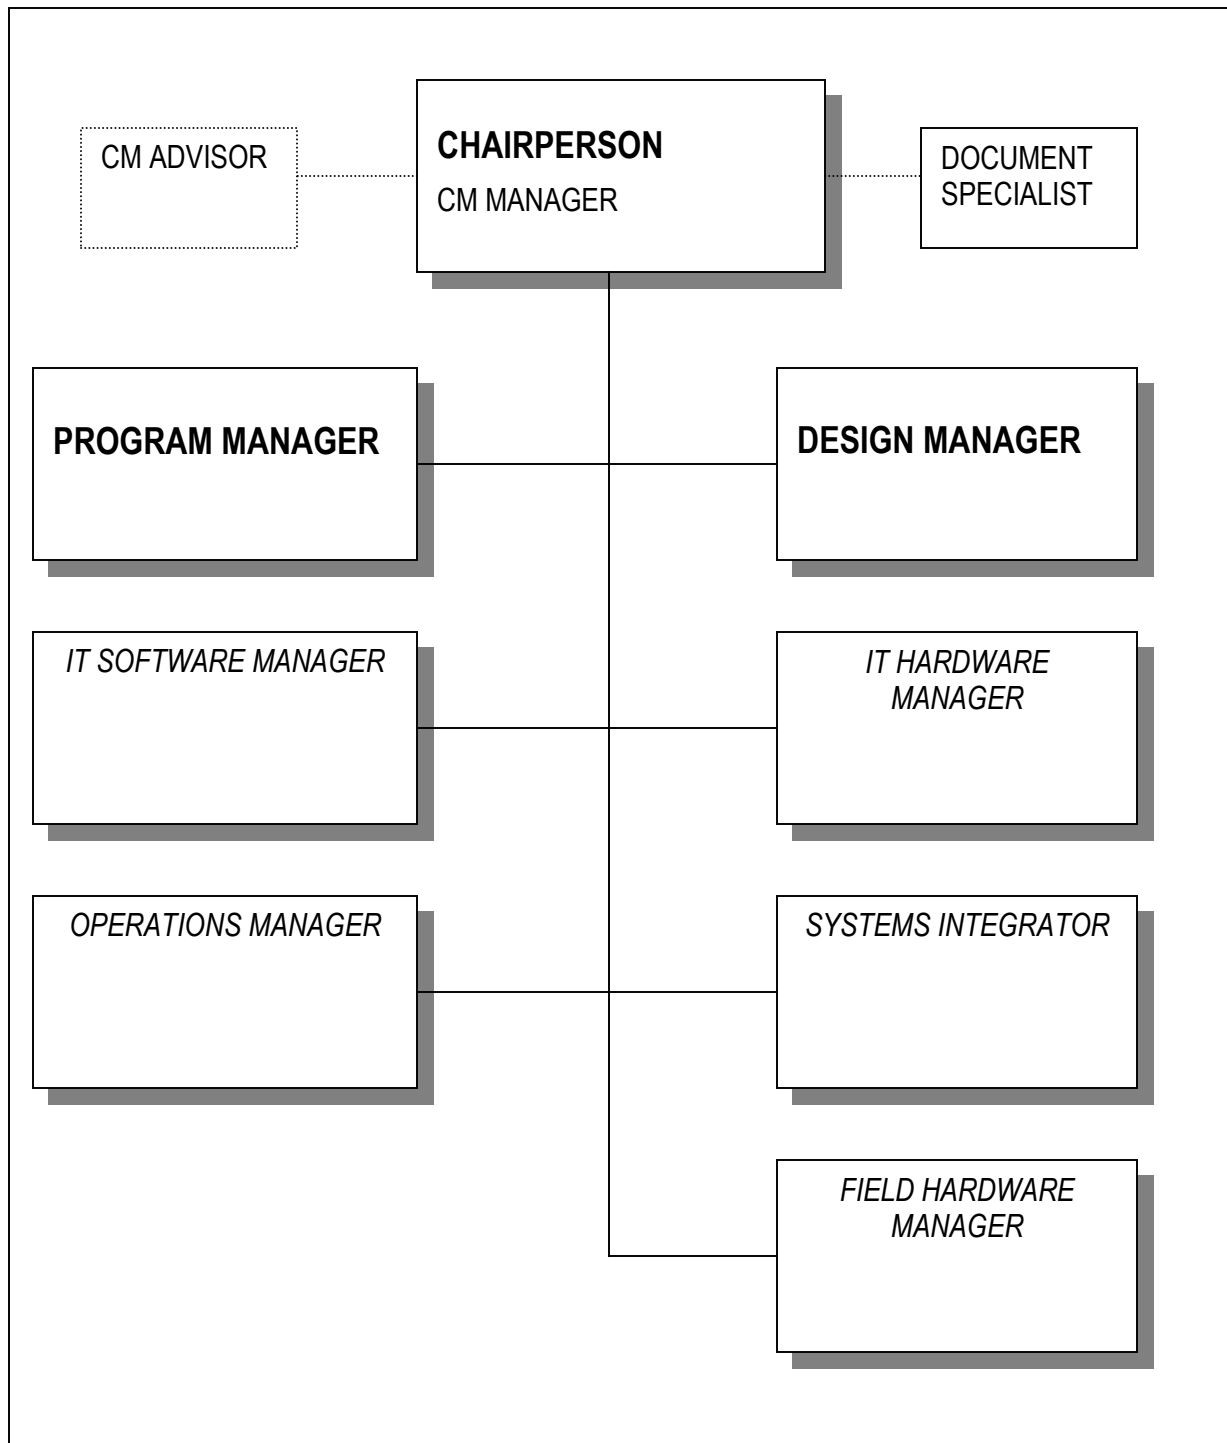 CM ADVISOR
CHAIRPERSON
CM MANAGER
DOCUMENT
SPECIALIST
PROGRAM MANAGER
DESIGN MANAGER
IT SOFTWARE MANAGER
IT HARDWARE
MANAGER
OPERATIONS MANAGER
SYSTEMS INTEGRATOR
FIELD HARDWARE
MANAGER